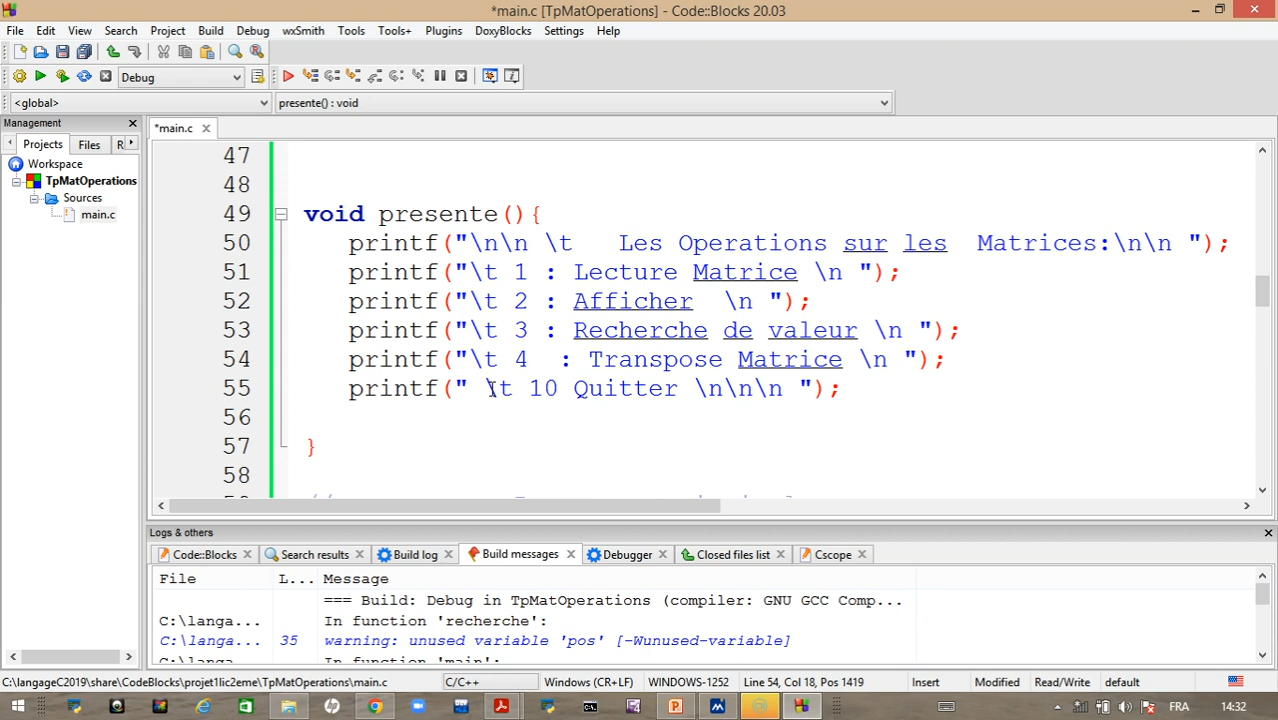 *main.c [TpMatOperations] - Code::Blocks 20.03
File Edit View Search Project Build Debug wxSmith Tools Tools+ Plugins DoxyBlocks Settings Help
Debug
<global> presente() : void
Management
*main.c
Projects Files R
Workspace
TpMatOperations
Sources
main.c
47
48
49 void presente(){
50 printf("\n\n \t   Les Operations sur les  Matrices:\n\n ");
51 printf("\t 1 : Lecture Matrice \n ");
52 printf("\t 2 : Afficher  \n ");
53 printf("\t 3 : Recherche de valeur \n ");
54 printf("\t 4  : Transpose Matrice \n ");
55 printf(" \t 10 Quitter \n\n\n ");
56
57 }
58
Logs & others
Code::Blocks Search results Build log Build messages Debugger Closed files list Cscope
File L... Message
=== Build: Debug in TpMatOperations (compiler: GNU GCC Comp...
C:\langa... In function 'recherche':
C:\langa... 35 warning: unused variable 'pos' [-Wunused-variable]
C:\langa... In function 'main':
C:\langageC2019\share\CodeBlocks\projet1lic2eme\TpMatOperations\main.c C/C++ Windows (CR+LF) WINDOWS-1252 Line 54, Col 18, Pos 1419 Insert Modified Read/Write default
FRA 14:32